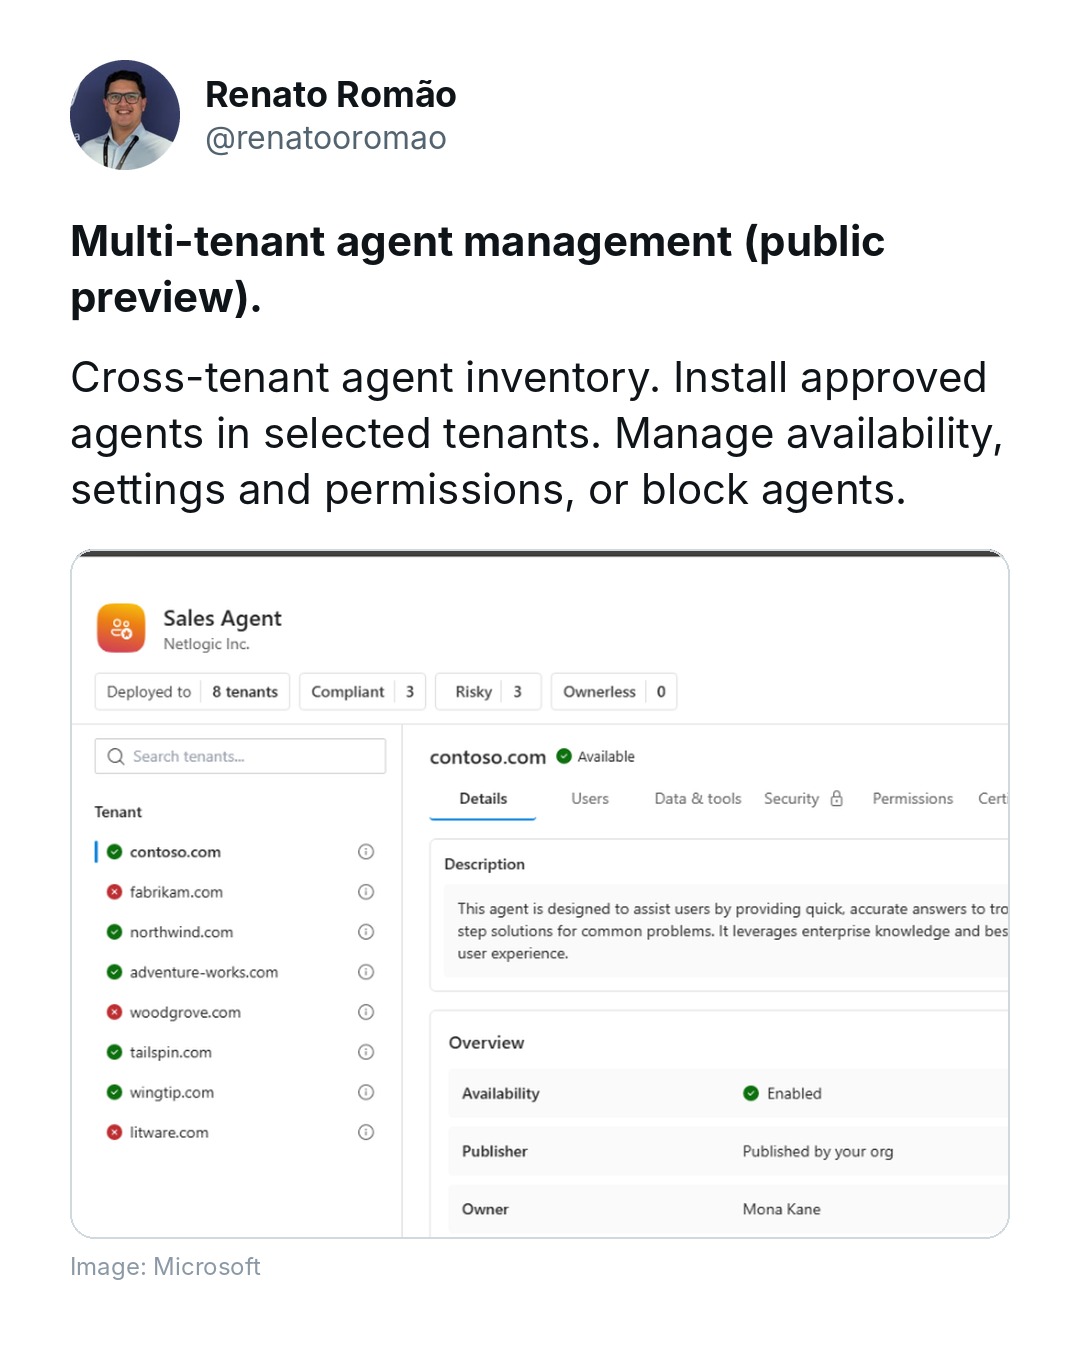 Renato Romão
@renatooromao
Multi-tenant agent management (public
preview).
Cross-tenant agent inventory. Install approved
agents in selected tenants. Manage availability,
settings and permissions, or block agents.
Sales Agent
Netlogic Inc.
Deployed to 8 tenants Compliant 3 Risky 3 Ownerless 0
Search tenants...
Tenant
contoso.com
fabrikam.com
northwind.com
adventure-works.com
woodgrove.com
tailspin.com
wingtip.com
litware.com
contoso.com Available
Details Users Data & tools Security Permissions Certi
Description
This agent is designed to assist users by providing quick, accurate answers to tro
step solutions for common problems. It leverages enterprise knowledge and bes
user experience.
Overview
Availability Enabled
Publisher Published by your org
Owner Mona Kane
Image: Microsoft